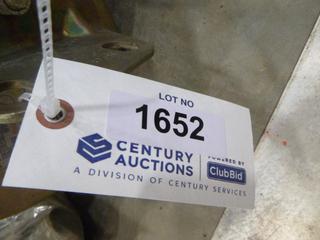 LOT NO
1652
CENTURY
AUCTIONS
POWERED BY
ClubBid
A DIVISION OF CENTURY SERVICES